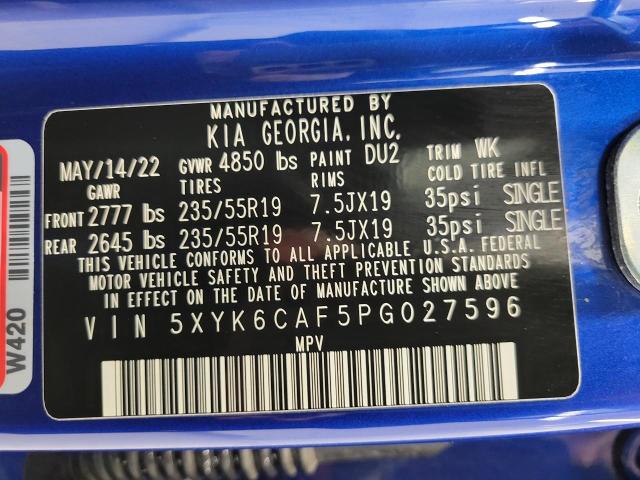 MANUFACTURED BY
KIA GEORGIA, INC.
MAY/14/22 GVWR 4850 lbs PAINT DU2 TRIM WK
GAWR TIRES RIMS COLD TIRE INFL
FRONT 2777 lbs 235/55R19 7.5JX19 35psi SINGLE
REAR 2645 lbs 235/55R19 7.5JX19 35psi SINGLE
THIS VEHICLE CONFORMS TO ALL APPLICABLE U.S.A. FEDERAL
MOTOR VEHICLE SAFETY AND THEFT PREVENTION STANDARDS
IN EFFECT ON THE DATE OF MANUFACTURE SHOWN ABOVE
VIN 5XYK6CAF5PG027596
MPV
W420